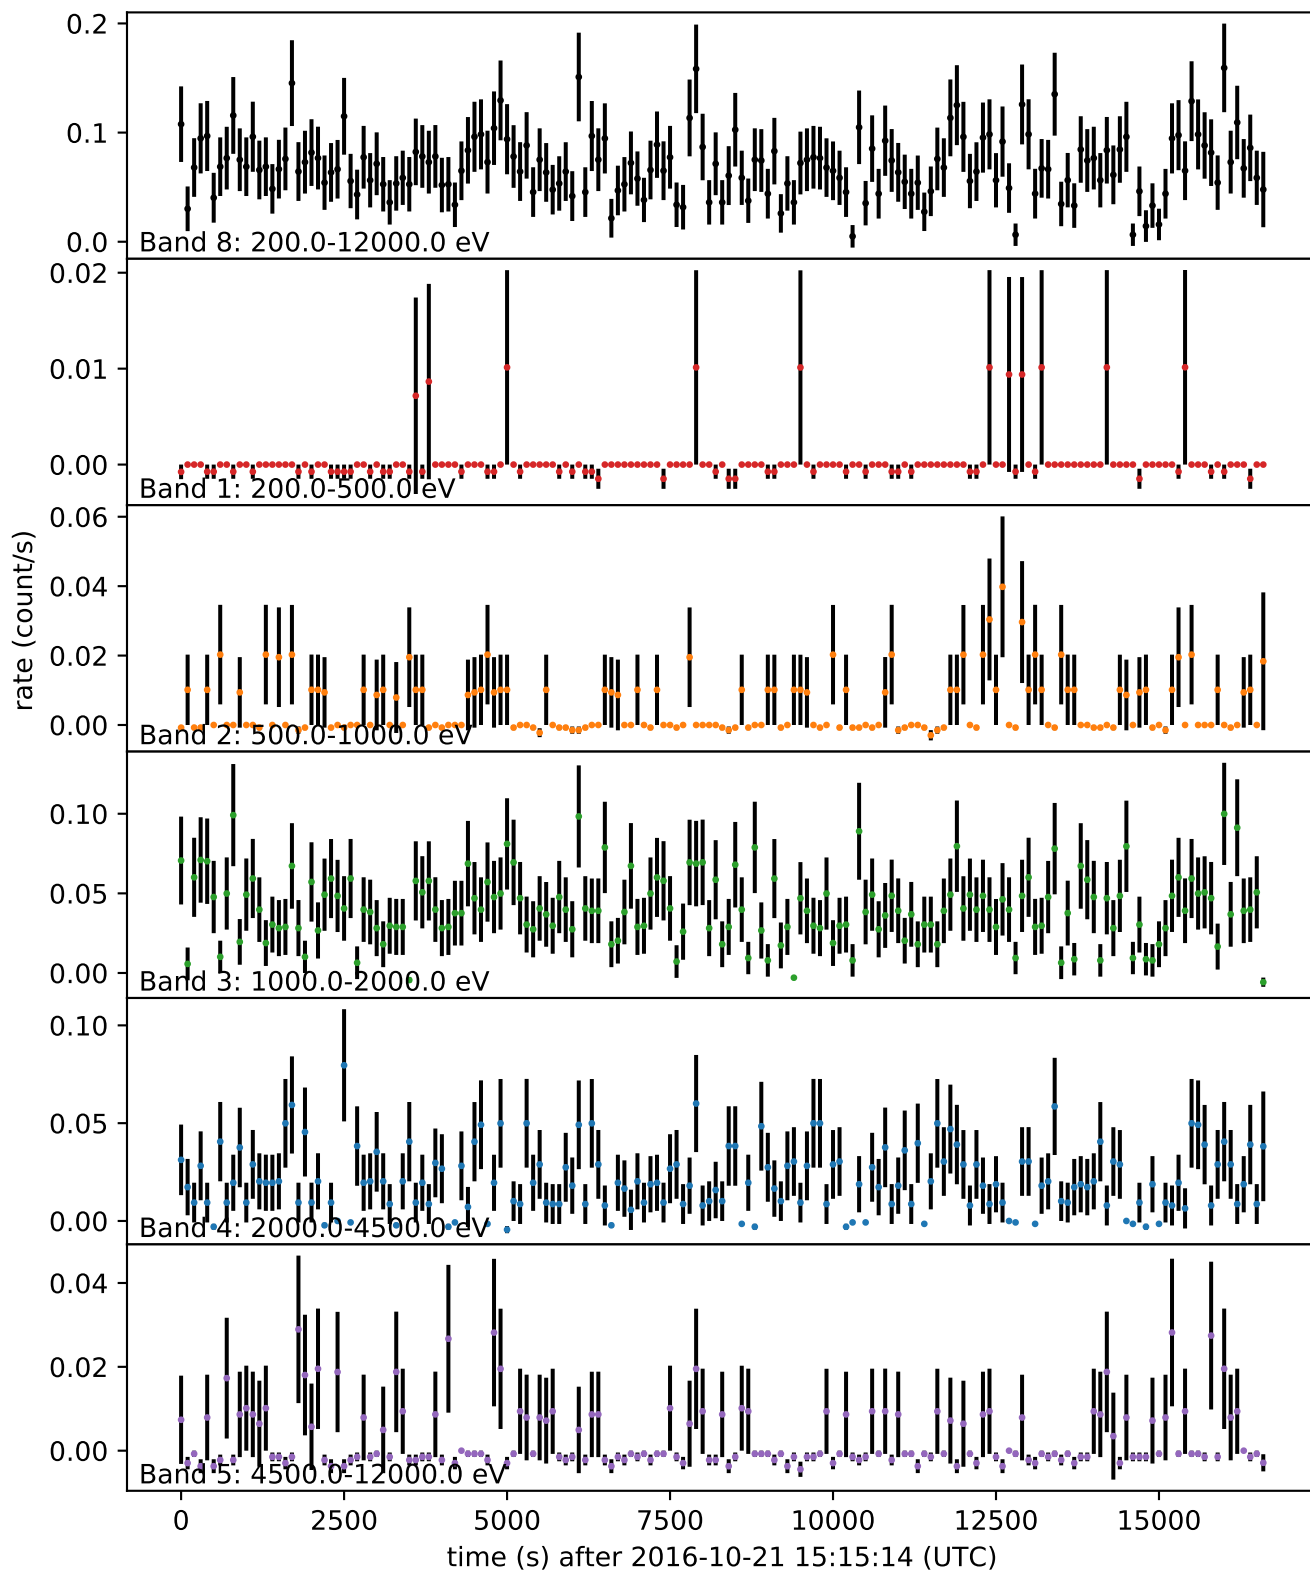 0.2
0.1
0.0
Band 8: 200.0-12000.0 eV
0.02
0.01
0.00
Band 1: 200.0-500.0 eV
0.06
0.04
0.02
0.00
Band 2: 500.0-1000.0 eV
rate (count/s)
0.10
0.05
0.00
Band 3: 1000.0-2000.0 eV
0.10
0.05
0.00
Band 4: 2000.0-4500.0 eV
0.04
0.02
0.00
Band 5: 4500.0-12000.0 eV
0 2500 5000 7500 10000 12500 15000
time (s) after 2016-10-21 15:15:14 (UTC)